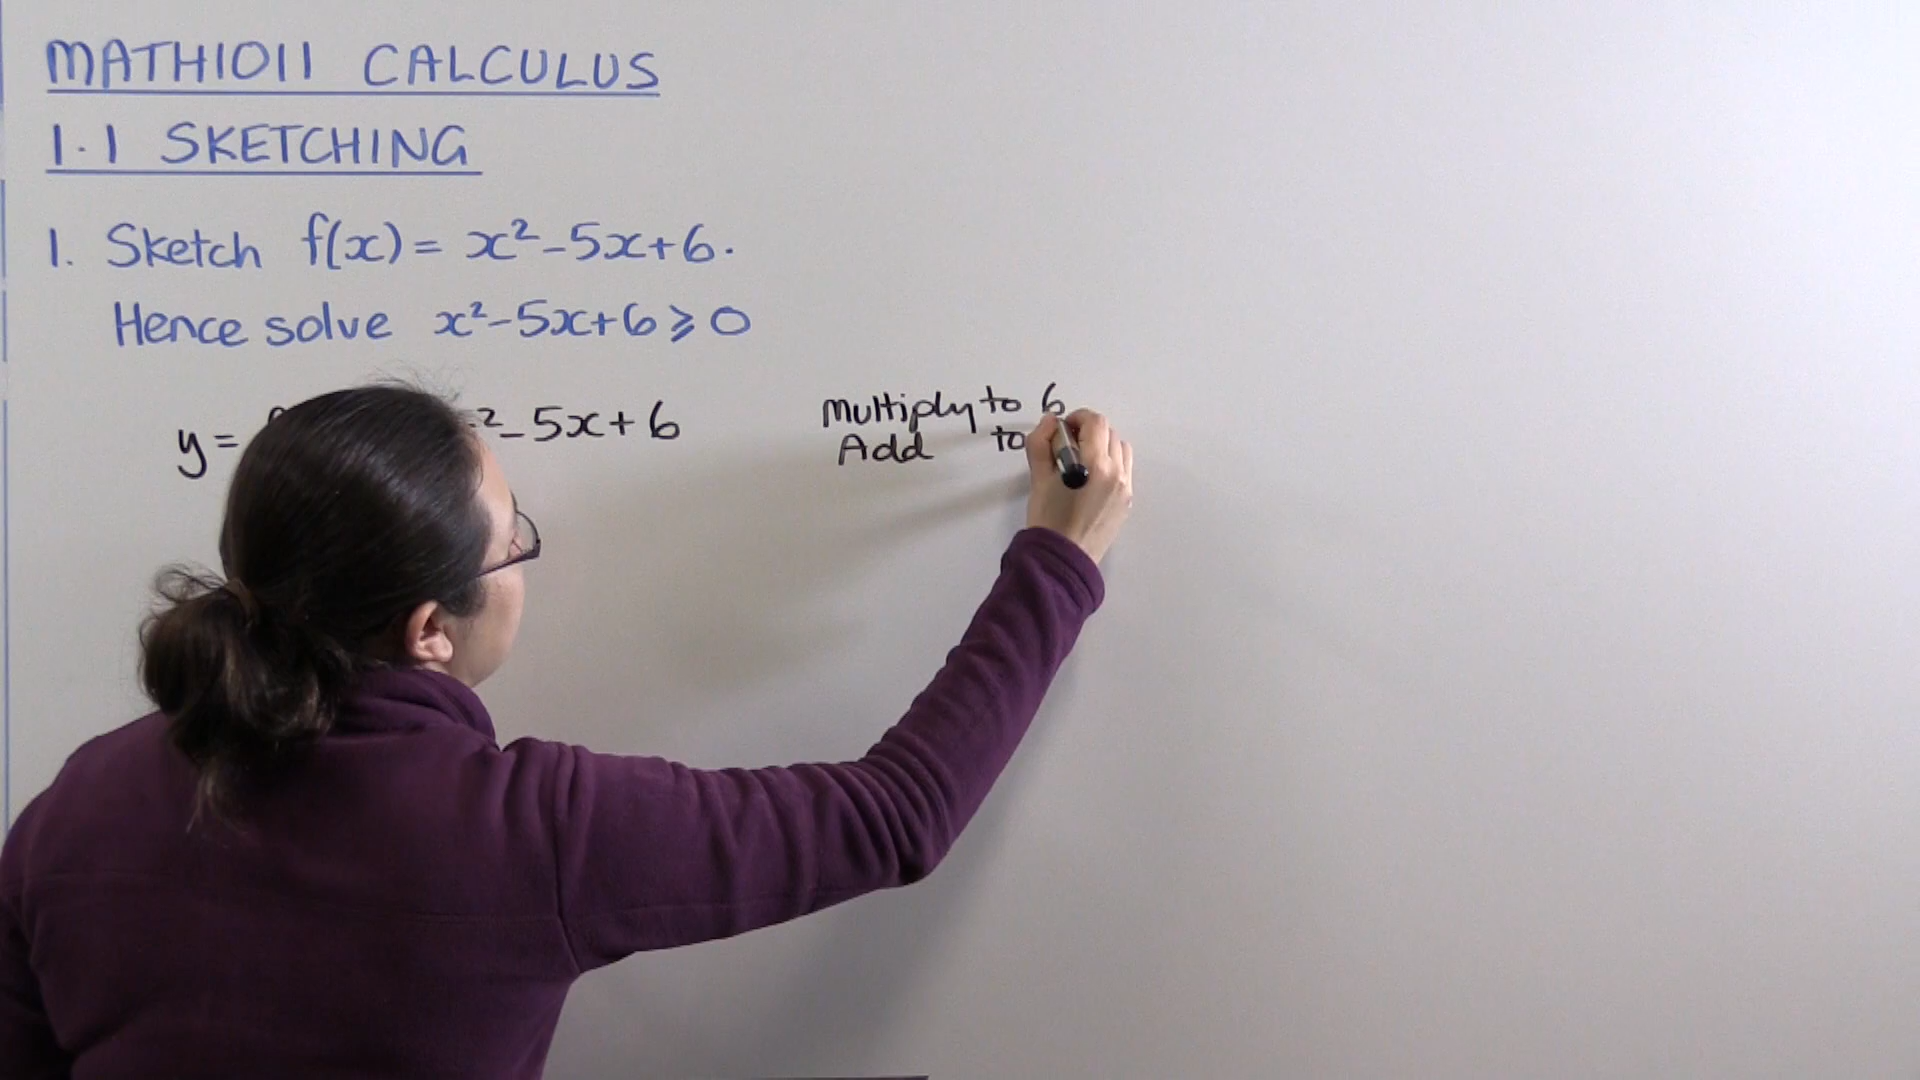 MATH1011 CALCULUS
1.1 SKETCHING
1. Sketch f(x) = x² - 5x + 6.
Hence solve x² - 5x + 6 ⩾ 0
y = ² - 5x + 6
Multiply to 6
Add to